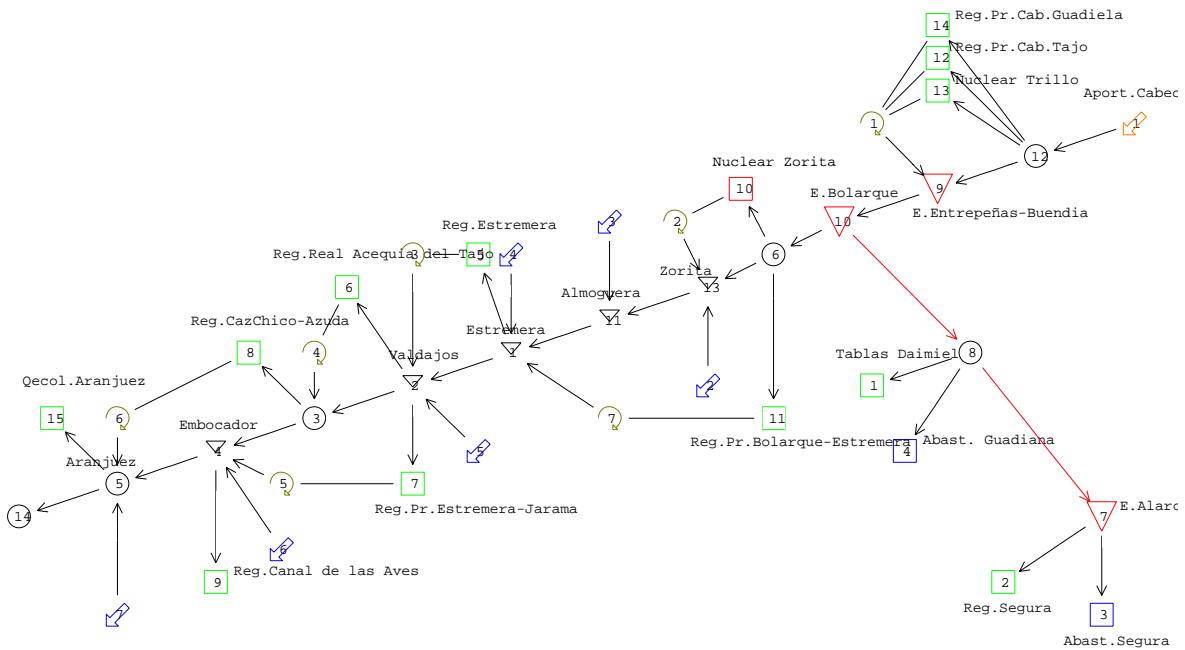 14 Reg.Pr.Cab.Guadiela
12 Reg.Pr.Cab.Tajo
13 Nuclear Trillo
Aport.Cabec
1
1
12
Nuclear Zorita
10
E.Bolarque
9
E.Entrepeñas-Buendia
10
2
3
Reg.Estremera
Reg.Real Acequia del Tajo
3
5
4
6
Zorita
13
6
Almoguera
11
Reg.CazChico-Azuda
Estremera
1
4
8
Valdajos
2
Tablas Daimiel
8
1
2
Qecol.Aranjuez
15
6
3
7
11
Embocador
4
5
Reg.Pr.Bolarque-Estremera
Abast. Guadiana
4
Aranjuez
5
5
7
14
Reg.Pr.Estremera-Jarama
E.Alarc
7
6
9
Reg.Canal de las Aves
2
Reg.Segura
7
3
Abast.Segura